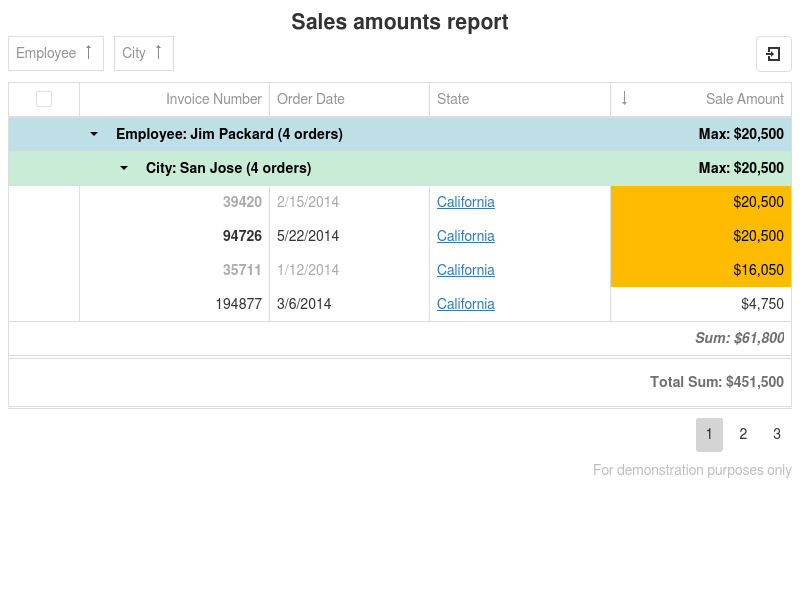 Sales amounts report
Employee City
Invoice Number Order Date State Sale Amount
Employee: Jim Packard (4 orders) Max: $20,500
City: San Jose (4 orders) Max: $20,500
39420 2/15/2014 California $20,500
94726 5/22/2014 California $20,500
35711 1/12/2014 California $16,050
194877 3/6/2014 California $4,750
Sum: $61,800
Total Sum: $451,500
1 2 3
For demonstration purposes only